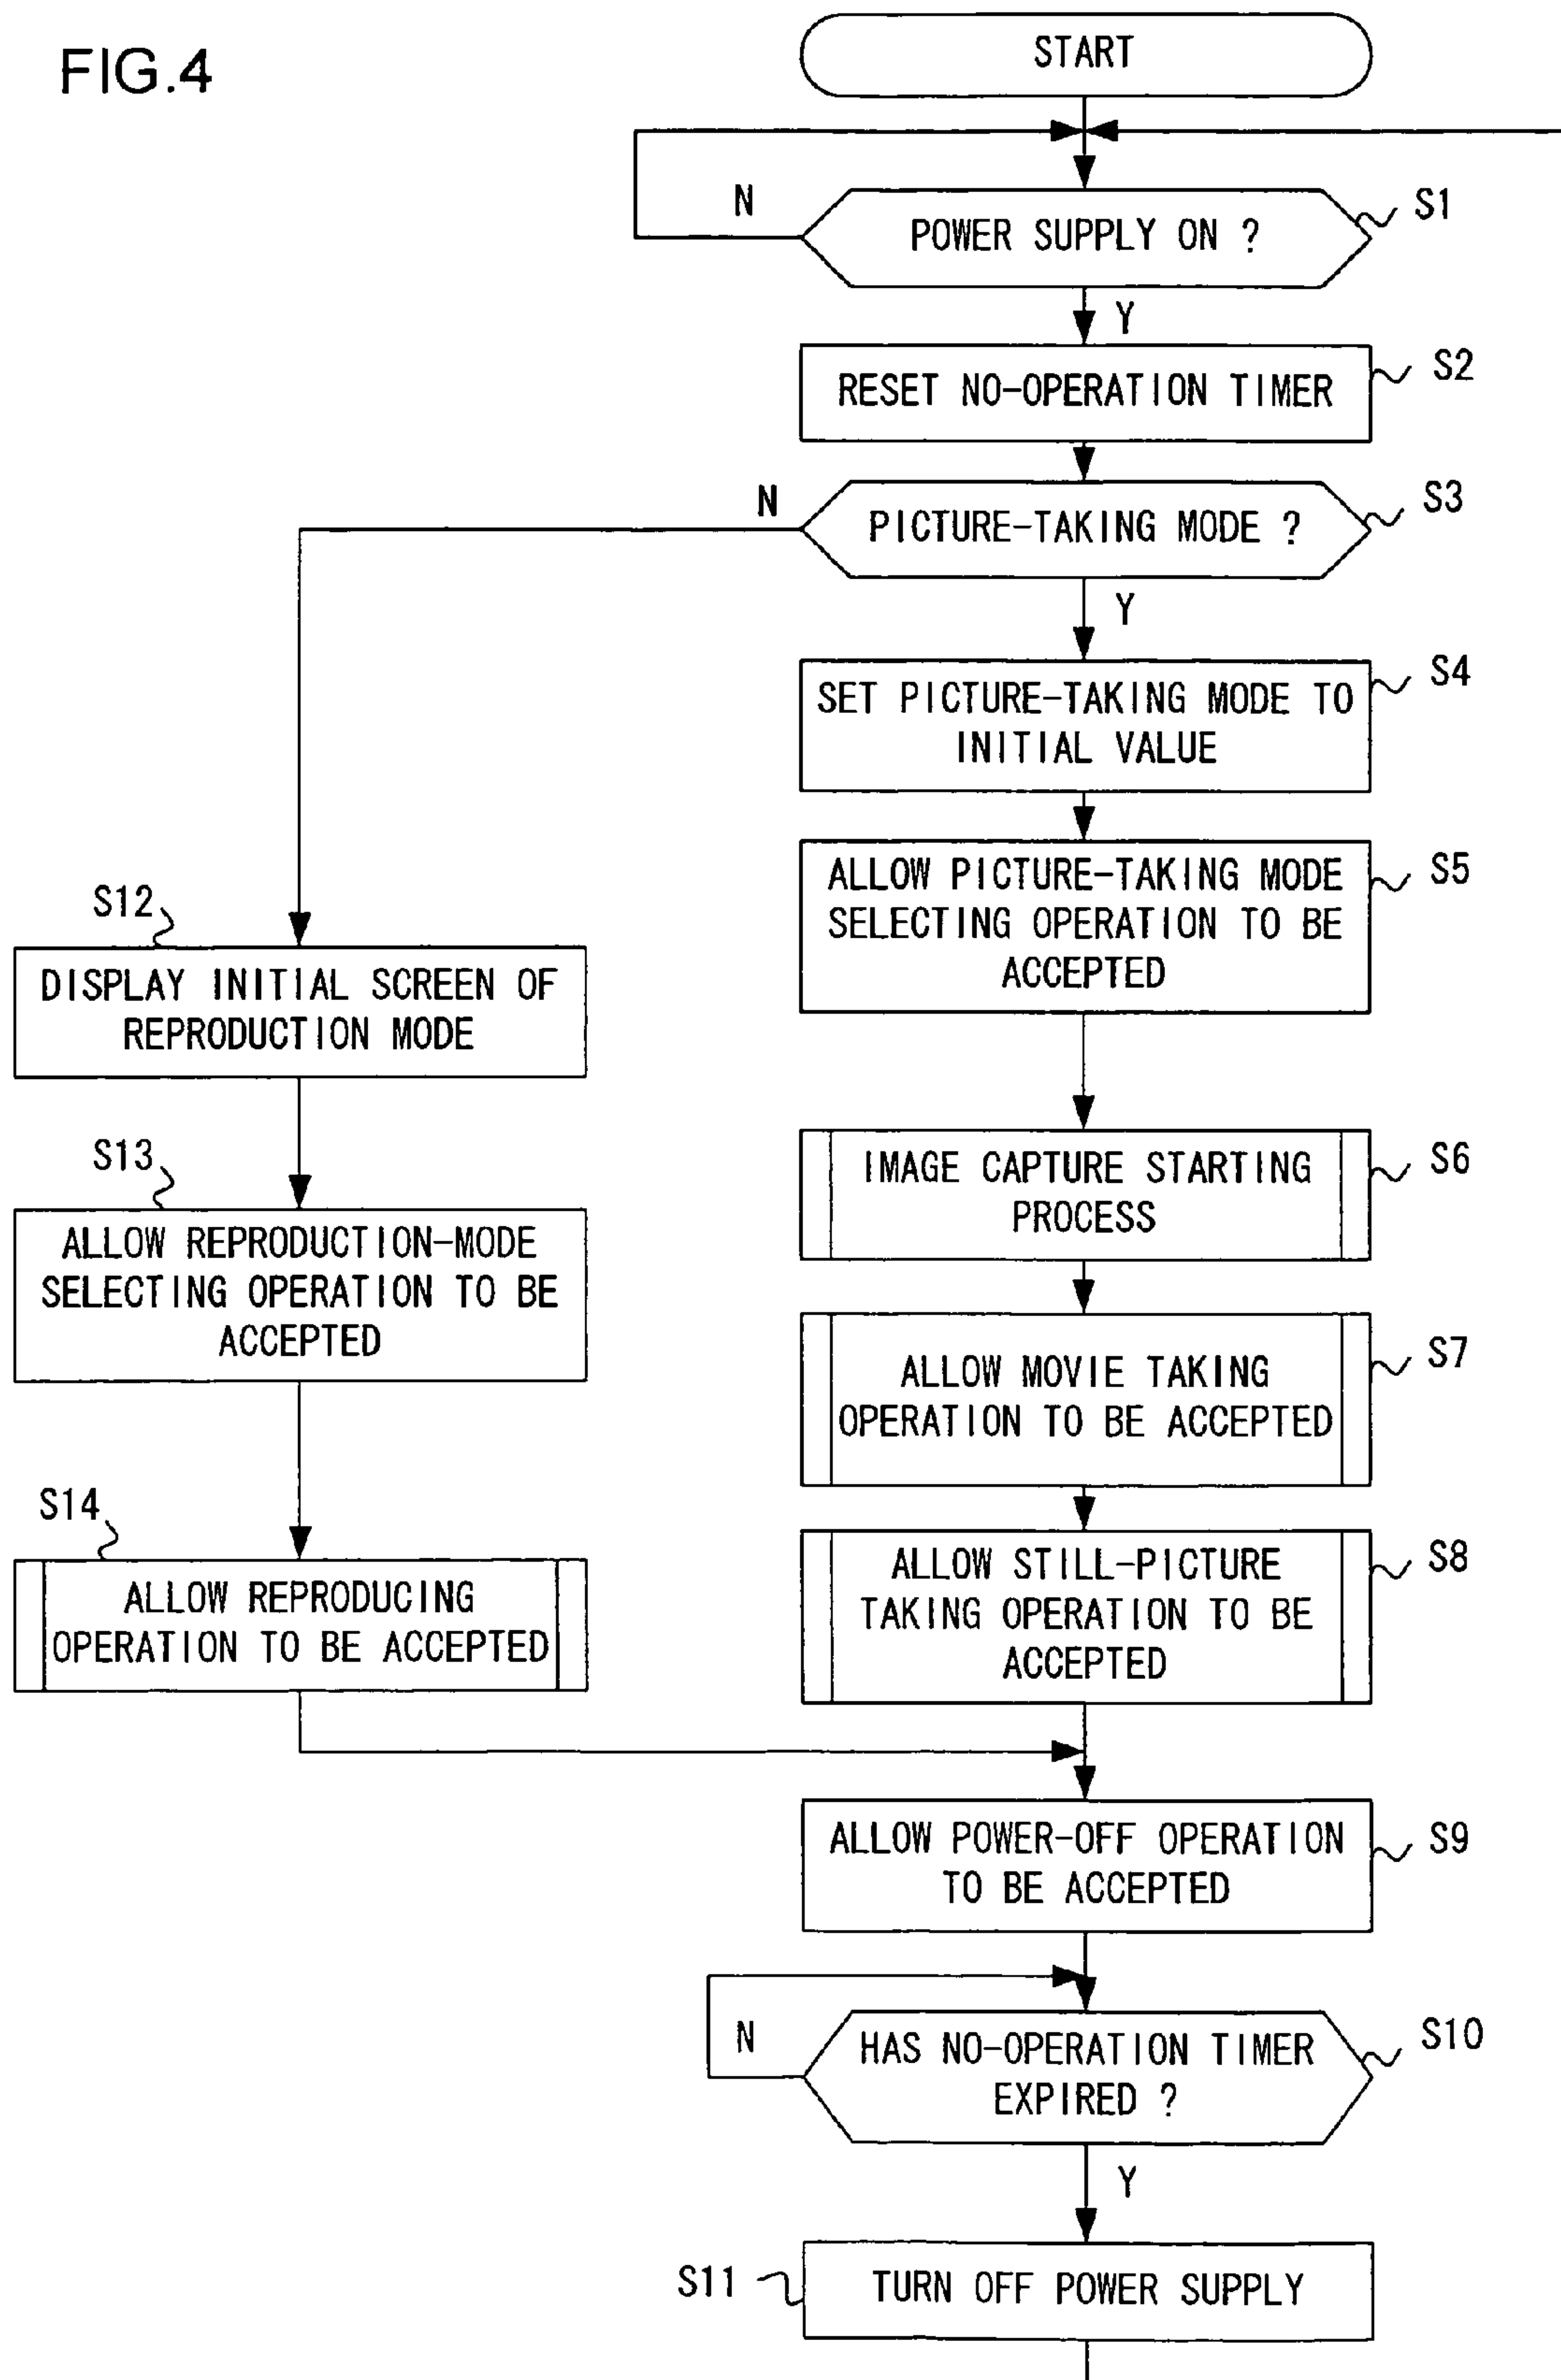 FIG.4
START
N
POWER SUPPLY ON ?
S1
Y
RESET NO-OPERATION TIMER
S2
N
PICTURE-TAKING MODE ?
S3
Y
SET PICTURE-TAKING MODE TO
INITIAL VALUE
S4
ALLOW PICTURE-TAKING MODE
SELECTING OPERATION TO BE
ACCEPTED
S5
S12
DISPLAY INITIAL SCREEN OF
REPRODUCTION MODE
IMAGE CAPTURE STARTING
PROCESS
S6
S13
ALLOW REPRODUCTION-MODE
SELECTING OPERATION TO BE
ACCEPTED
ALLOW MOVIE TAKING
OPERATION TO BE ACCEPTED
S7
S14
ALLOW REPRODUCING
OPERATION TO BE ACCEPTED
ALLOW STILL-PICTURE
TAKING OPERATION TO BE
ACCEPTED
S8
ALLOW POWER-OFF OPERATION
TO BE ACCEPTED
S9
N
HAS NO-OPERATION TIMER
EXPIRED ?
S10
Y
S11
TURN OFF POWER SUPPLY